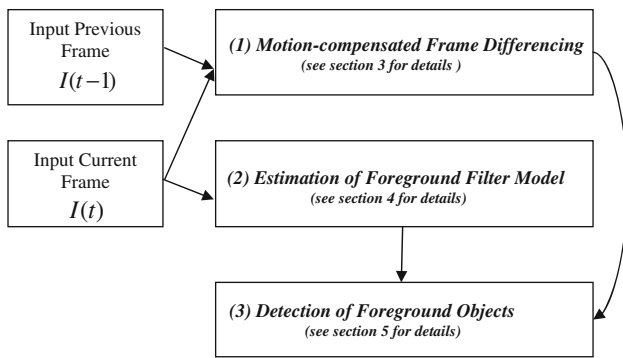 Input Previous
Frame
I(t−1)
(1) Motion-compensated Frame Differencing
(see section 3 for details )
Input Current
Frame
I(t)
(2) Estimation of Foreground Filter Model
(see section 4 for details)
(3) Detection of Foreground Objects
(see section 5 for details)